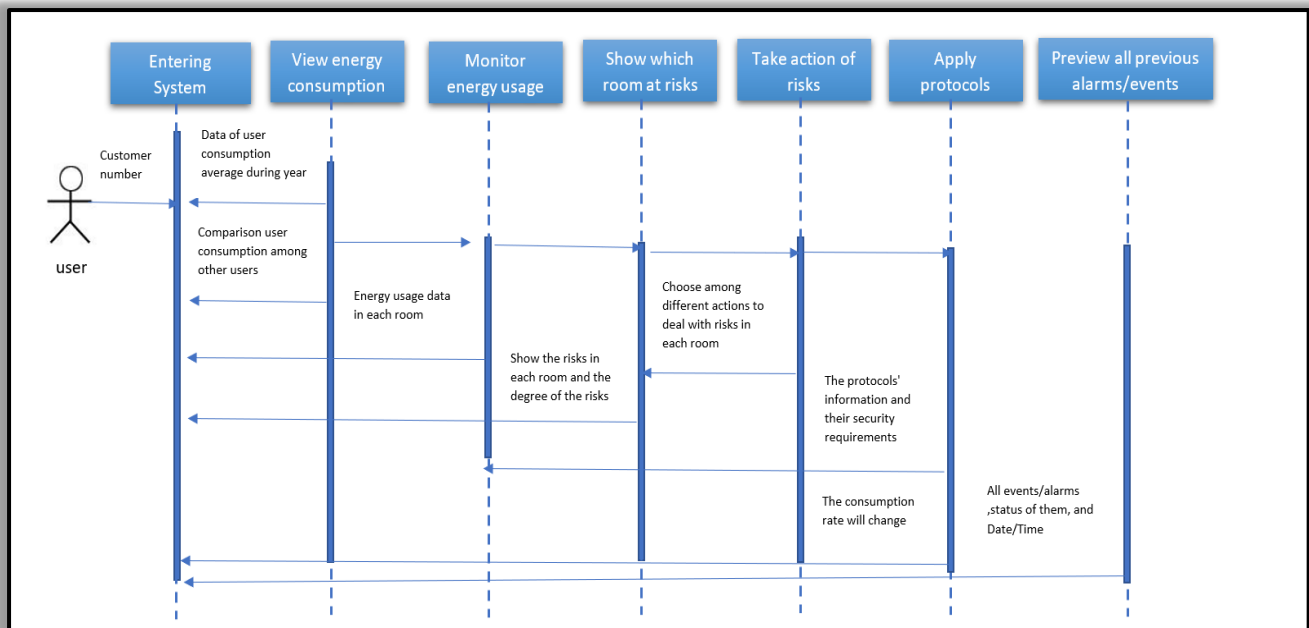 Entering
System
View energy
consumption
Monitor
energy usage
Show which
room at risks
Take action of
risks
Apply
protocols
Preview all previous
alarms/events
Customer
number
user
Data of user
consumption
average during year
Comparison user
consumption among
other users
Energy usage data
in each room
Show the risks in
each room and the
degree of the risks
Choose among
different actions to
deal with risks in
each room
The protocols'
information and
their security
requirements
The consumption
rate will change
All events/alarms
,status of them, and
Date/Time